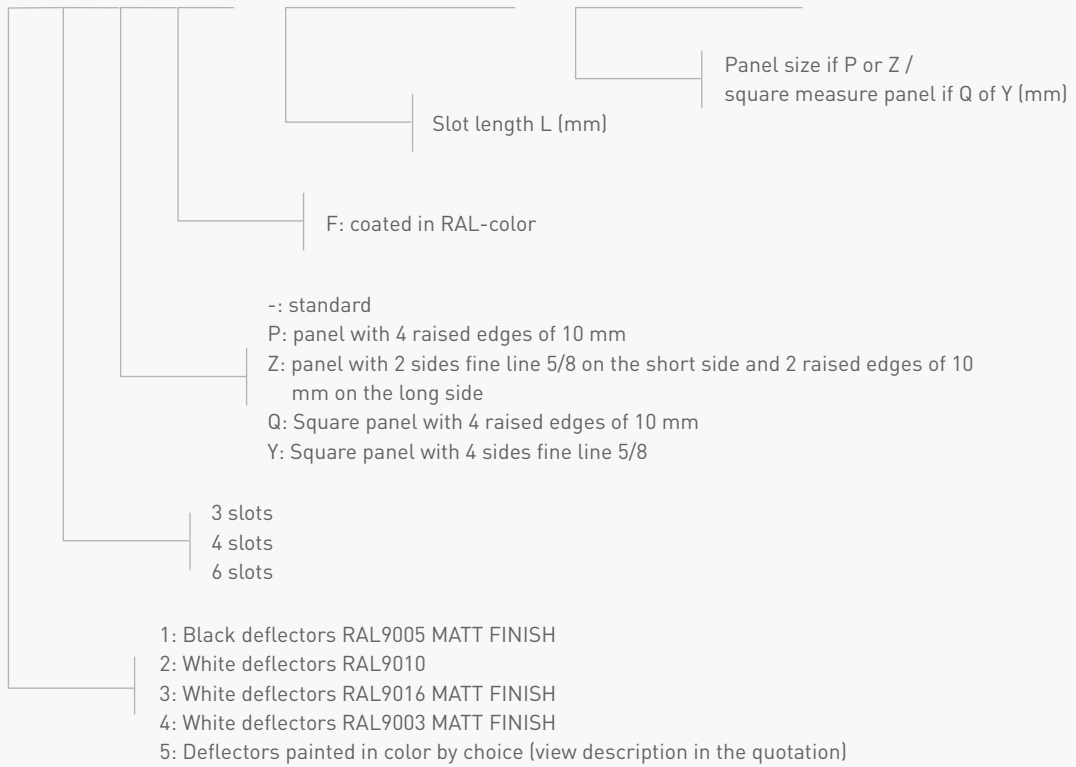 Panel size if P or Z /
square measure panel if Q of Y (mm)
Slot length L (mm)
F: coated in RAL-color
-: standard
P: panel with 4 raised edges of 10 mm
Z: panel with 2 sides fine line 5/8 on the short side and 2 raised edges of 10
mm on the long side
Q: Square panel with 4 raised edges of 10 mm
Y: Square panel with 4 sides fine line 5/8
3 slots
4 slots
6 slots
1: Black deflectors RAL9005 MATT FINISH
2: White deflectors RAL9010
3: White deflectors RAL9016 MATT FINISH
4: White deflectors RAL9003 MATT FINISH
5: Deflectors painted in color by choice (view description in the quotation)